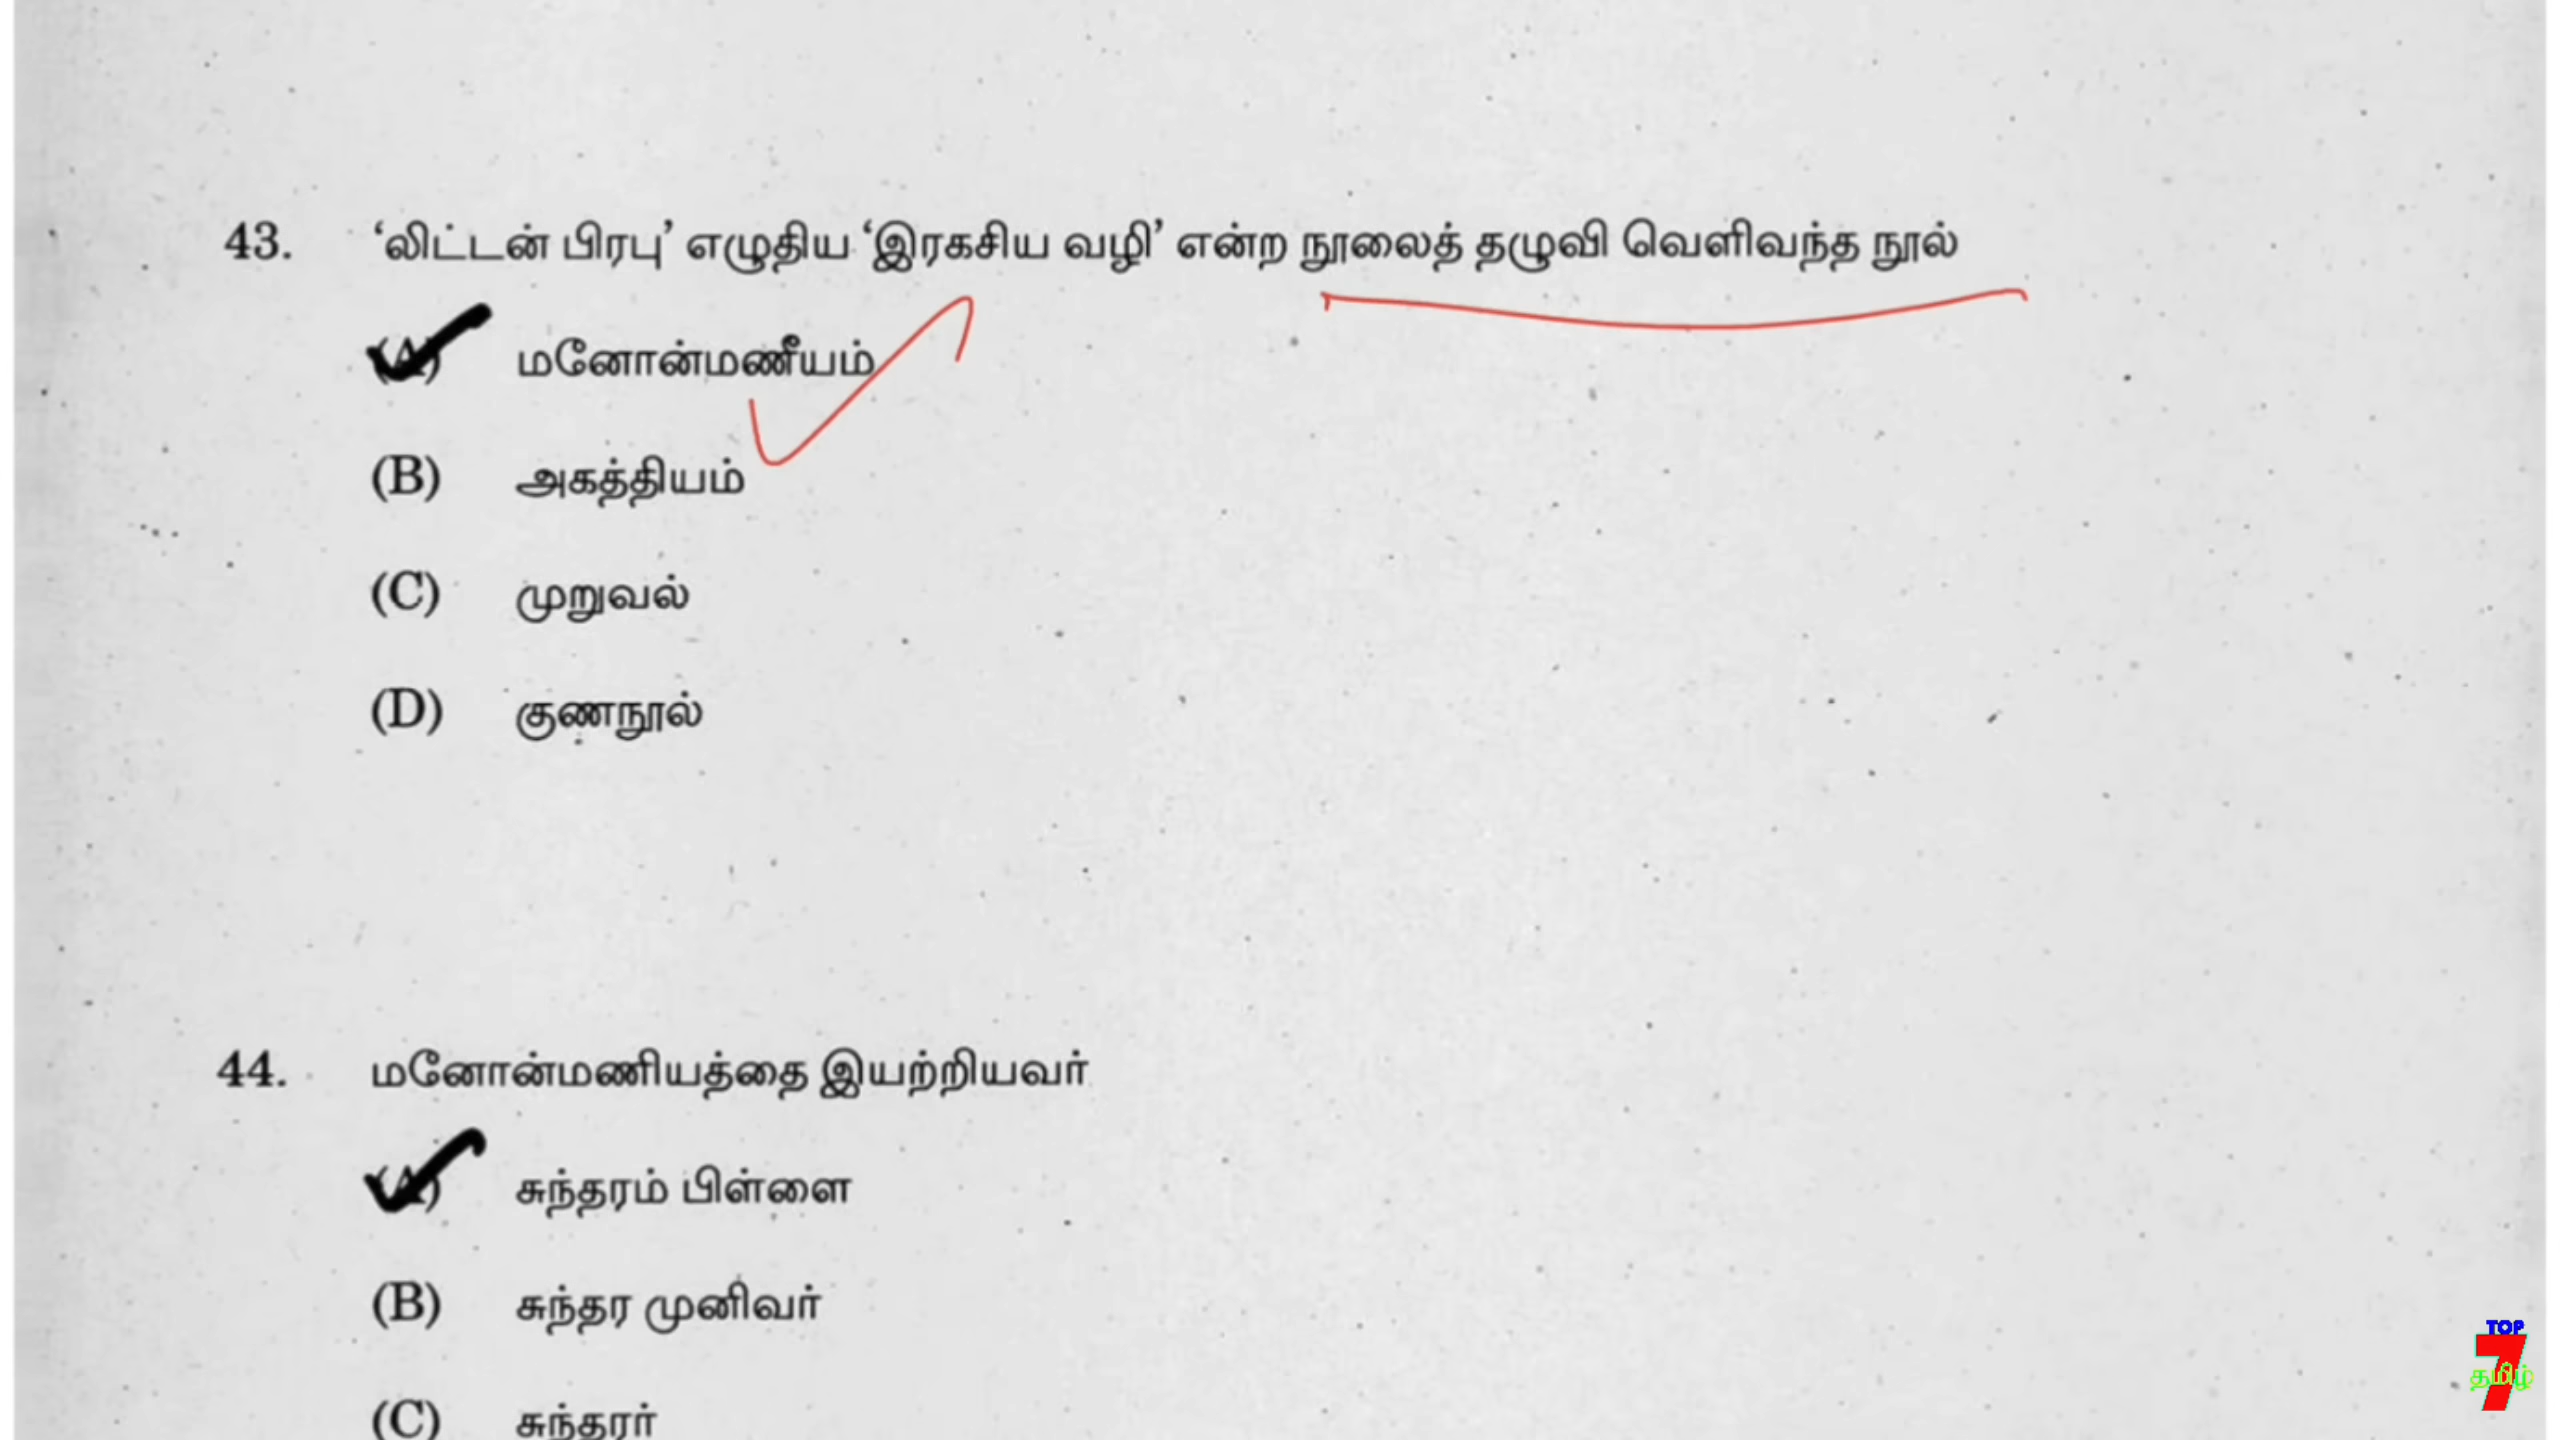 43. ‘லிட்டன் பிரபு’ எழுதிய ‘இரகசிய வழி’ என்ற நூலைத் தழுவி வெளிவந்த நூல்
(A) மனோன்மணீயம்
(B) அகத்தியம்
(C) முறுவல்
(D) குணநூல்
44. மனோன்மணியத்தை இயற்றியவர்
(A) சுந்தரம் பிள்ளை
(B) சுந்தர முனிவர்
(C) சுந்தரர்
TOP
7
தமிழ்